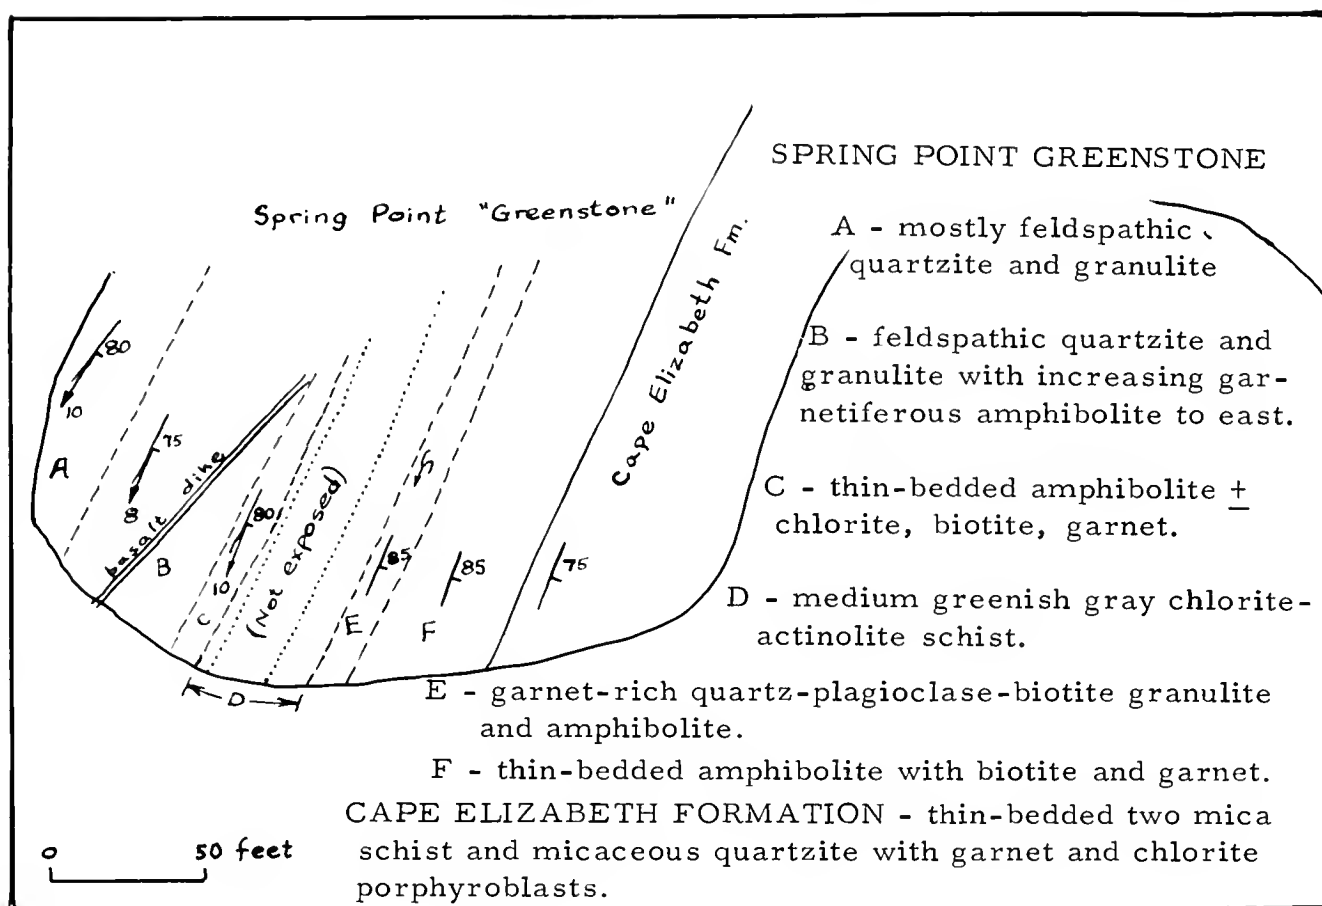 SPRING POINT GREENSTONE
Spring Point "Greenstone"
A - mostly feldspathic
quartzite and granulite
Cape Elizabeth Fm.
B - feldspathic quartzite and
granulite with increasing gar-
netiferous amphibolite to east.
80
10
75
8
A
basalt dike
B
C - thin-bedded amphibolite ±
chlorite, biotite, garnet.
80
10
C
(Not exposed)
E
85
F
85
75
D - medium greenish gray chlorite-
actinolite schist.
D
E - garnet-rich quartz-plagioclase-biotite granulite
and amphibolite.
F - thin-bedded amphibolite with biotite and garnet.
CAPE ELIZABETH FORMATION - thin-bedded two mica
schist and micaceous quartzite with garnet and chlorite
porphyroblasts.
0 50 feet